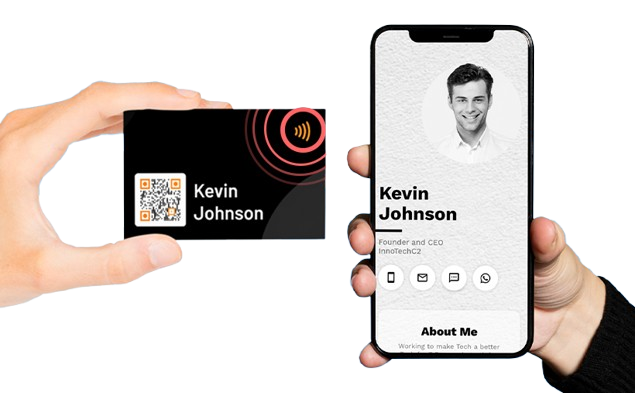 Kevin
Johnson
Kevin
Johnson
Founder and CEO
InnoTechC2
About Me
Working to make Tech a better